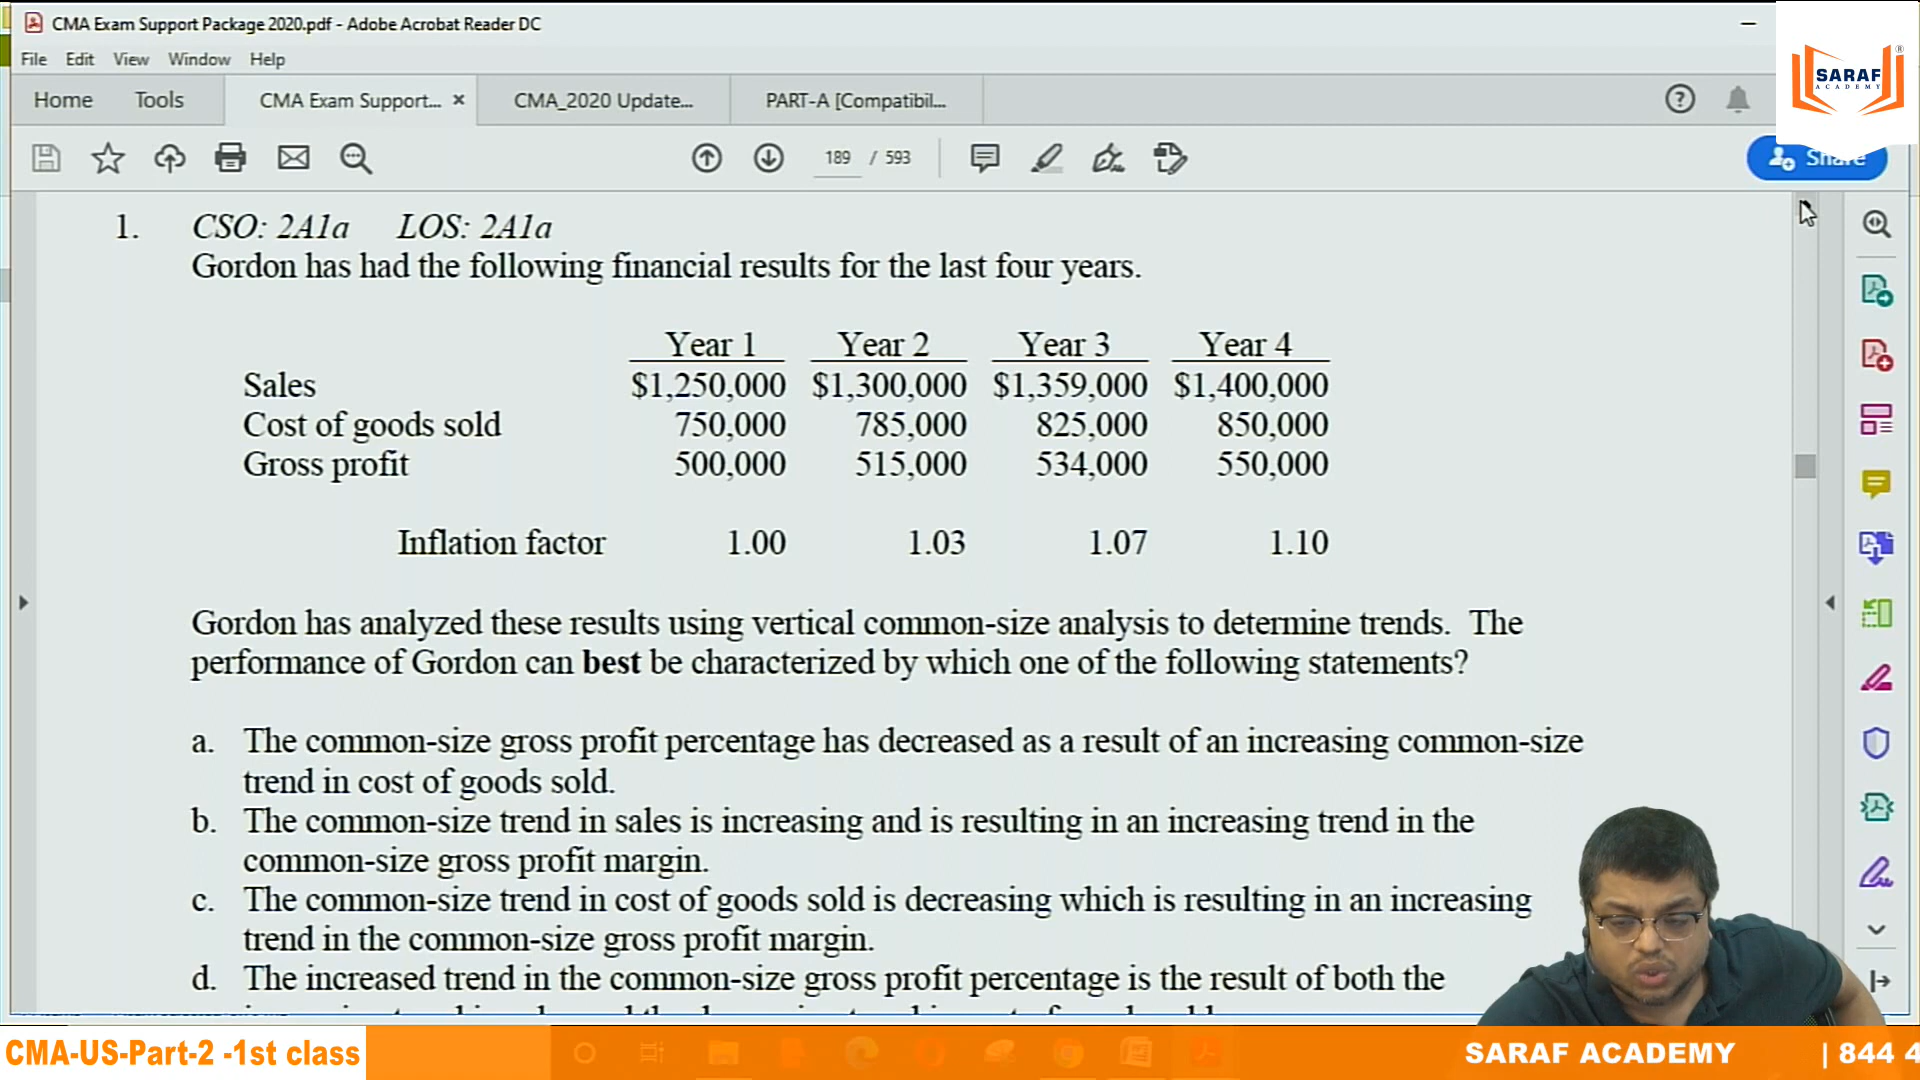 CMA Exam Support Package 2020.pdf - Adobe Acrobat Reader DC
File Edit View Window Help
SARAF
ACADEMY
®
Home Tools CMA Exam Support... × CMA_2020 Update... PART-A [Compatibil...
189 / 593
Share
1. CSO: 2A1a LOS: 2A1a
Gordon has had the following financial results for the last four years.
Year 1 Year 2 Year 3 Year 4
Sales $1,250,000 $1,300,000 $1,359,000 $1,400,000
Cost of goods sold 750,000 785,000 825,000 850,000
Gross profit 500,000 515,000 534,000 550,000
Inflation factor 1.00 1.03 1.07 1.10
Gordon has analyzed these results using vertical common-size analysis to determine trends. The
performance of Gordon can best be characterized by which one of the following statements?
a. The common-size gross profit percentage has decreased as a result of an increasing common-size
trend in cost of goods sold.
b. The common-size trend in sales is increasing and is resulting in an increasing trend in the
common-size gross profit margin.
c. The common-size trend in cost of goods sold is decreasing which is resulting in an increasing
trend in the common-size gross profit margin.
d. The increased trend in the common-size gross profit percentage is the result of both the
CMA-US-Part-2 -1st class
SARAF ACADEMY | 844 4